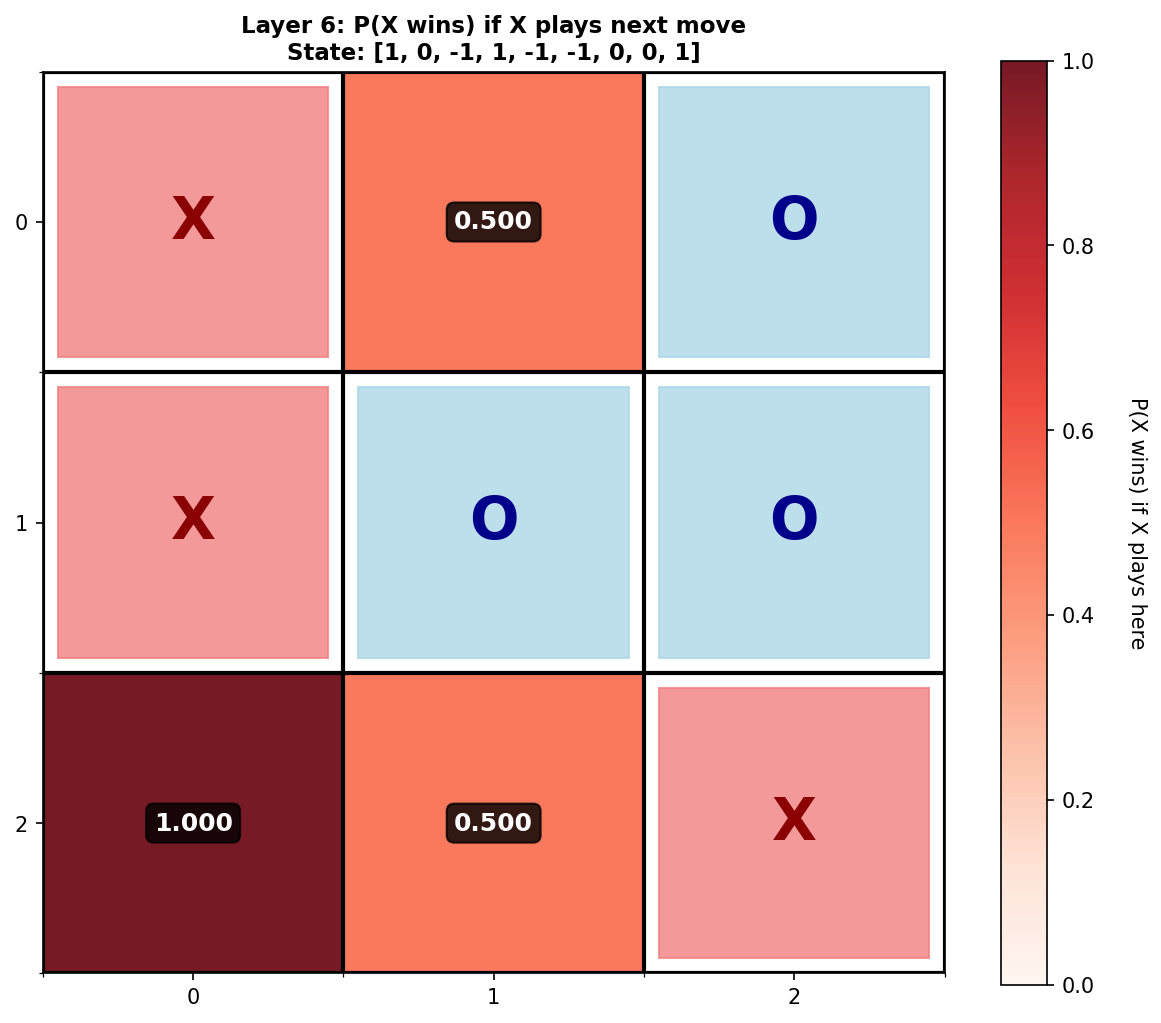 Layer 6: P(X wins) if X plays next move
State: [1, 0, -1, 1, -1, -1, 0, 0, 1]
X 0.500 O
X O O
1.000 0.500 X
0
1
2
0 1 2
1.0
0.8
0.6
0.4
0.2
0.0
P(X wins) if X plays here